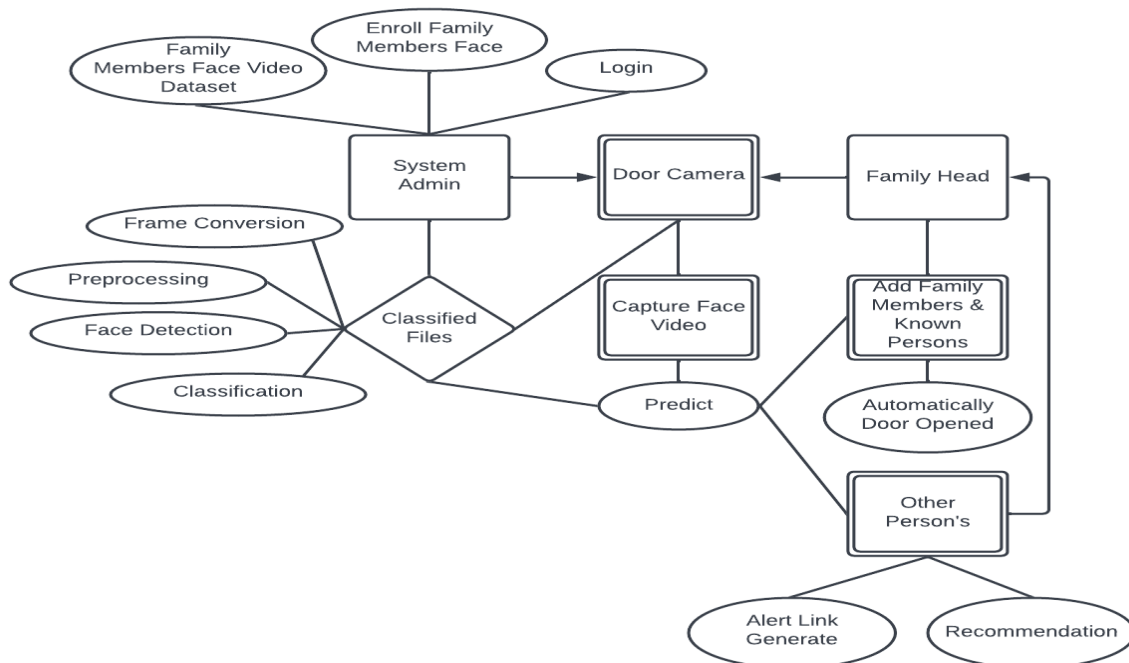 Enroll Family
Members Face
Family
Members Face Video
Dataset
Login
System
Admin
Door Camera
Family Head
Frame Conversion
Preprocessing
Face Detection
Classification
Classified
Files
Capture Face
Video
Add Family
Members &
Known
Persons
Predict
Automatically
Door Opened
Other
Person's
Alert Link
Generate
Recommendation